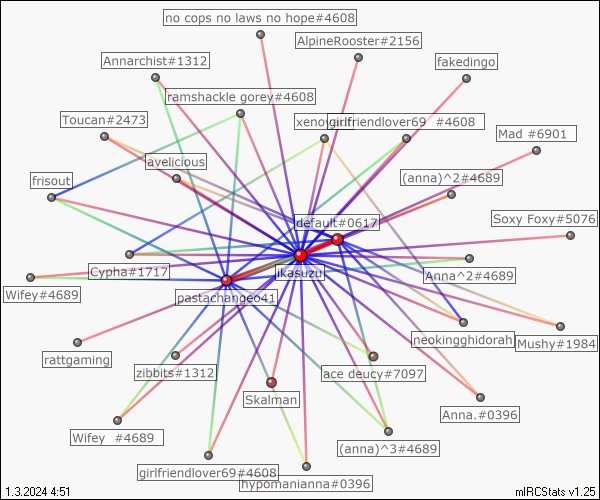 no cops no laws no hope#4608
AlpineRooster#2156
Annarchist#1312
fakedingo
ramshackle gorey#4608
Toucan#2473
girlfriendlover69 #4608
Mad #6901
avelicious
frisout
(anna)^2#4689
Soxy Foxy#5076
default#0617
Cypha#1717
ikasuzu
Anna^2#4689
Wifey#4689
pastachangeo41
neokingghidorah
Mushy#1984
rattgaming
zibbits#1312
ace deucy#7097
Skalman
Anna.#0396
Wifey #4689
(anna)^3#4689
girlfriendlover69#4608
hypomanianna#0396
1.3.2024 4:51
mIRCStats v1.25